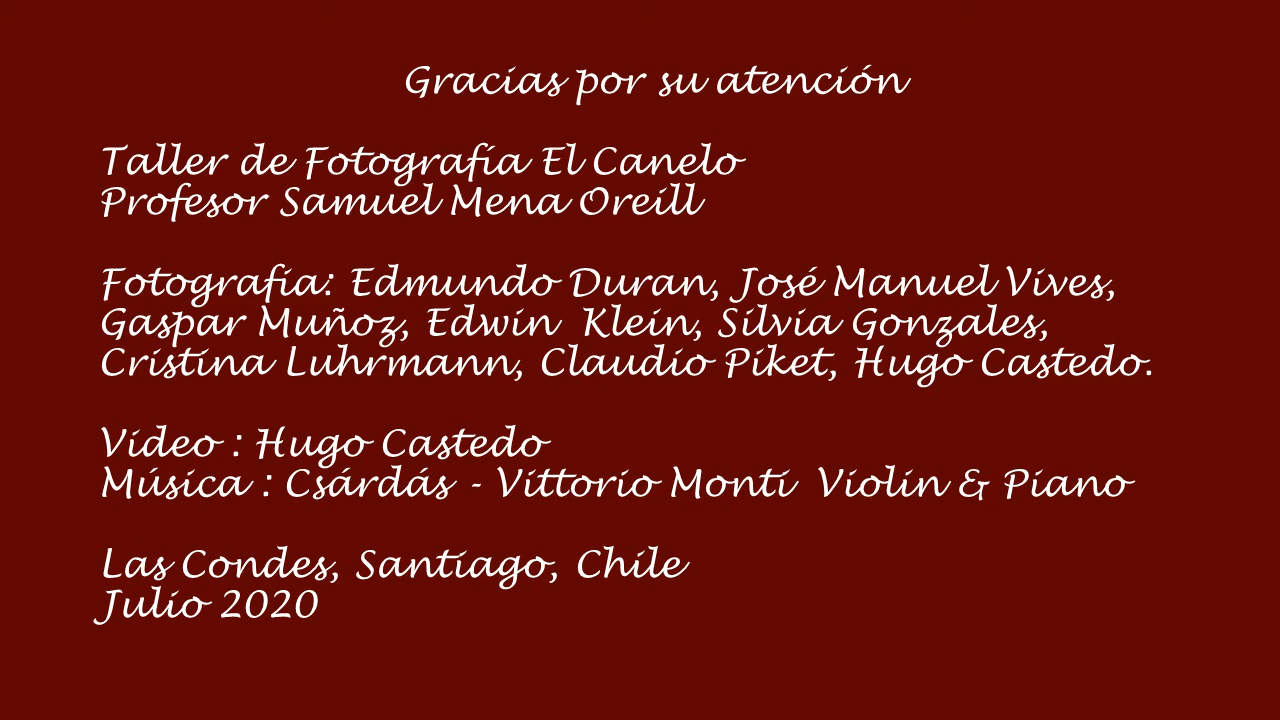 Gracias por su atención
Taller de Fotografía El Canelo
Profesor Samuel Mena Oreill
Fotografia: Edmundo Duran, José Manuel Vives,
Gaspar Muñoz, Edwin Klein, Silvia Gonzales,
Cristina Luhrmann, Claudio Piket, Hugo Castedo.
Video : Hugo Castedo
Música : Csárdás - Vittorio Monti Violin & Piano
Las Condes, Santiago, Chile
Julio 2020